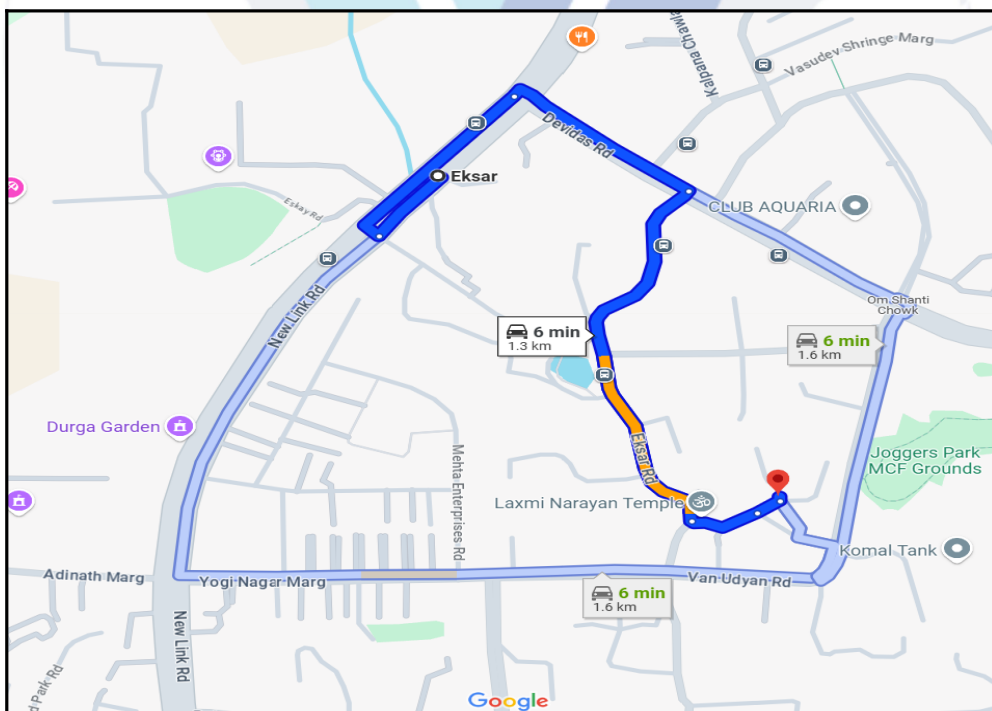 Kalpana Chawla
Vasudev Shringe Marg
Devidas Rd
Eksar
CLUB AQUARIA
Eskay Rd
Om Shanti
Chowk
New Link Rd
6 min
1.3 km
6 min
1.6 km
Durga Garden
Mehta Enterprises Rd
Eksar Rd
Joggers Park
MCF Grounds
Laxmi Narayan Temple
Komal Tank
Adinath Marg
Yogi Nagar Marg
Van Udyan Rd
6 min
1.6 km
New Link Rd
d Park Rd
Google